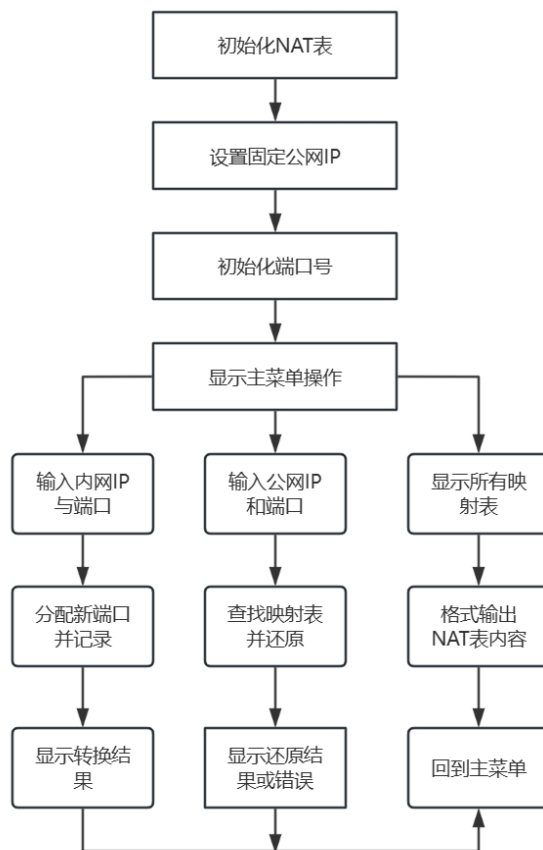 初始化NAT表
设置固定公网IP
初始化端口号
显示主菜单操作
输入内网IP
与端口
输入公网IP
和端口
显示所有映
射表
分配新端口
并记录
查找映射表
并还原
格式输出
NAT表内容
显示转换结
果
显示还原结
果或错误
回到主菜单